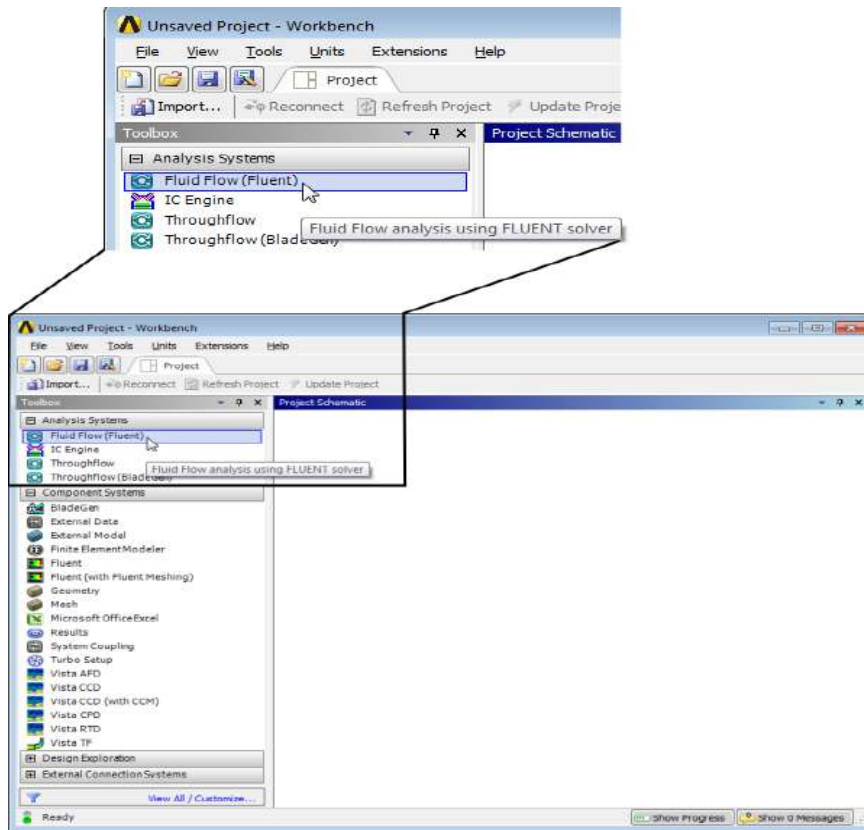 Unsaved Project - Workbench
File View Tools Units Extensions Help
Project
Import... Reconnect Refresh Project Update Proje
Toolbox Project Schematic
Analysis Systems
Fluid Flow (Fluent)
IC Engine
Throughflow
Fluid Flow analysis using FLUENT solver
Throughflow (BladeGen)
Unsaved Project - Workbench
File View Tools Units Extensions Help
Project
Import... Reconnect Refresh Project Update Project
Toolbox Project Schematic
Analysis Systems
Fluid Flow (Fluent)
IC Engine
Throughflow
Fluid Flow analysis using FLUENT solver
Throughflow (BladeGen)
Component Systems
BladeGen
External Data
External Model
Finite Element Modeler
Fluent
Fluent (with Fluent Meshing)
Geometry
Mesh
Microsoft Office Excel
Results
System Coupling
Turbo Setup
Vista AFD
Vista CCD
Vista CCD (with CCM)
Vista CPD
Vista RTD
Vista TF
Design Exploration
External Connection Systems
View All / Customize...
Ready Show Progress Show 0 Messages